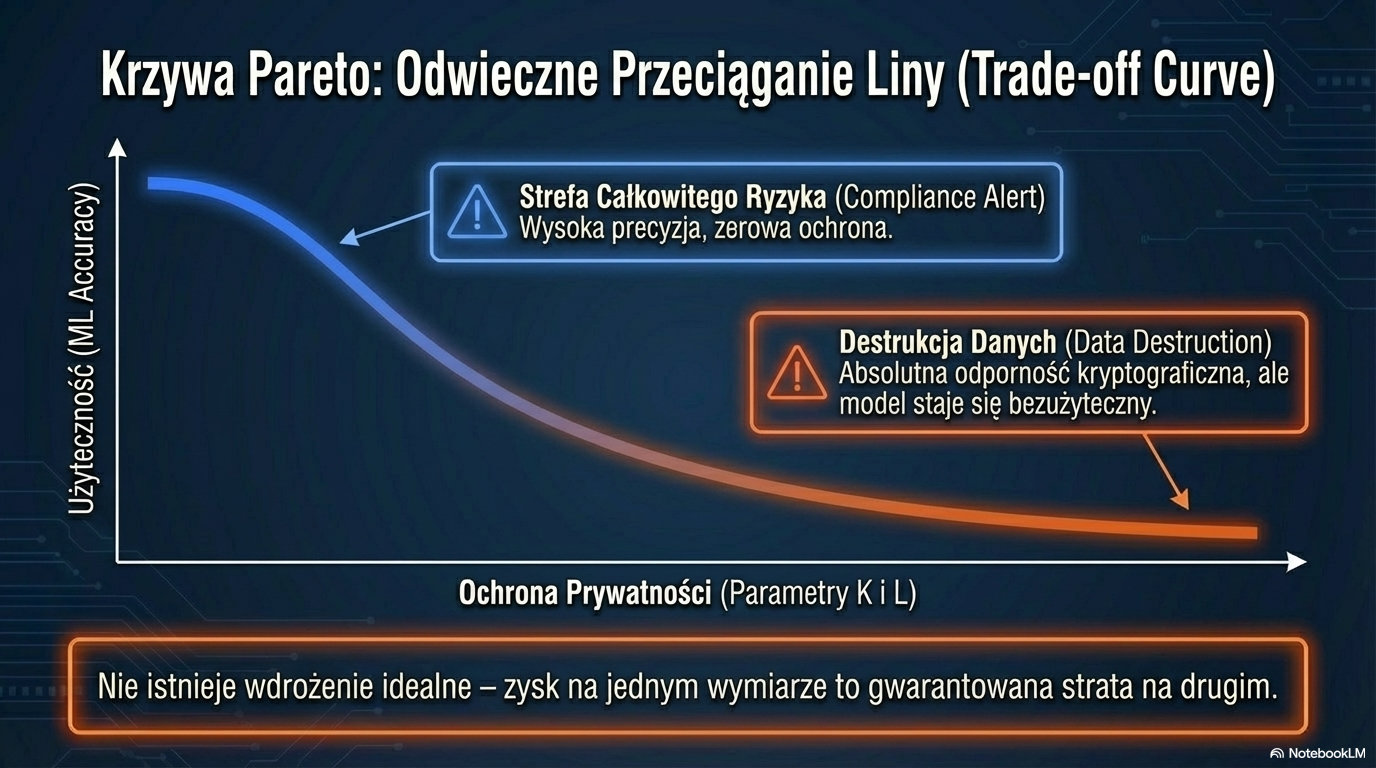 Krzywa Pareto: Odwieczne Przeciąganie Liny (Trade-off Curve)
Użyteczność (ML Accuracy)
Strefa Całkowitego Ryzyka (Compliance Alert)
Wysoka precyzja, zerowa ochrona.
Destrukcja Danych (Data Destruction)
Absolutna odporność kryptograficzna, ale
model staje się bezużyteczny.
Ochrona Prywatności (Parametry K i L)
Nie istnieje wdrożenie idealne – zysk na jednym wymiarze to gwarantowana strata na drugim.
NotebookLM